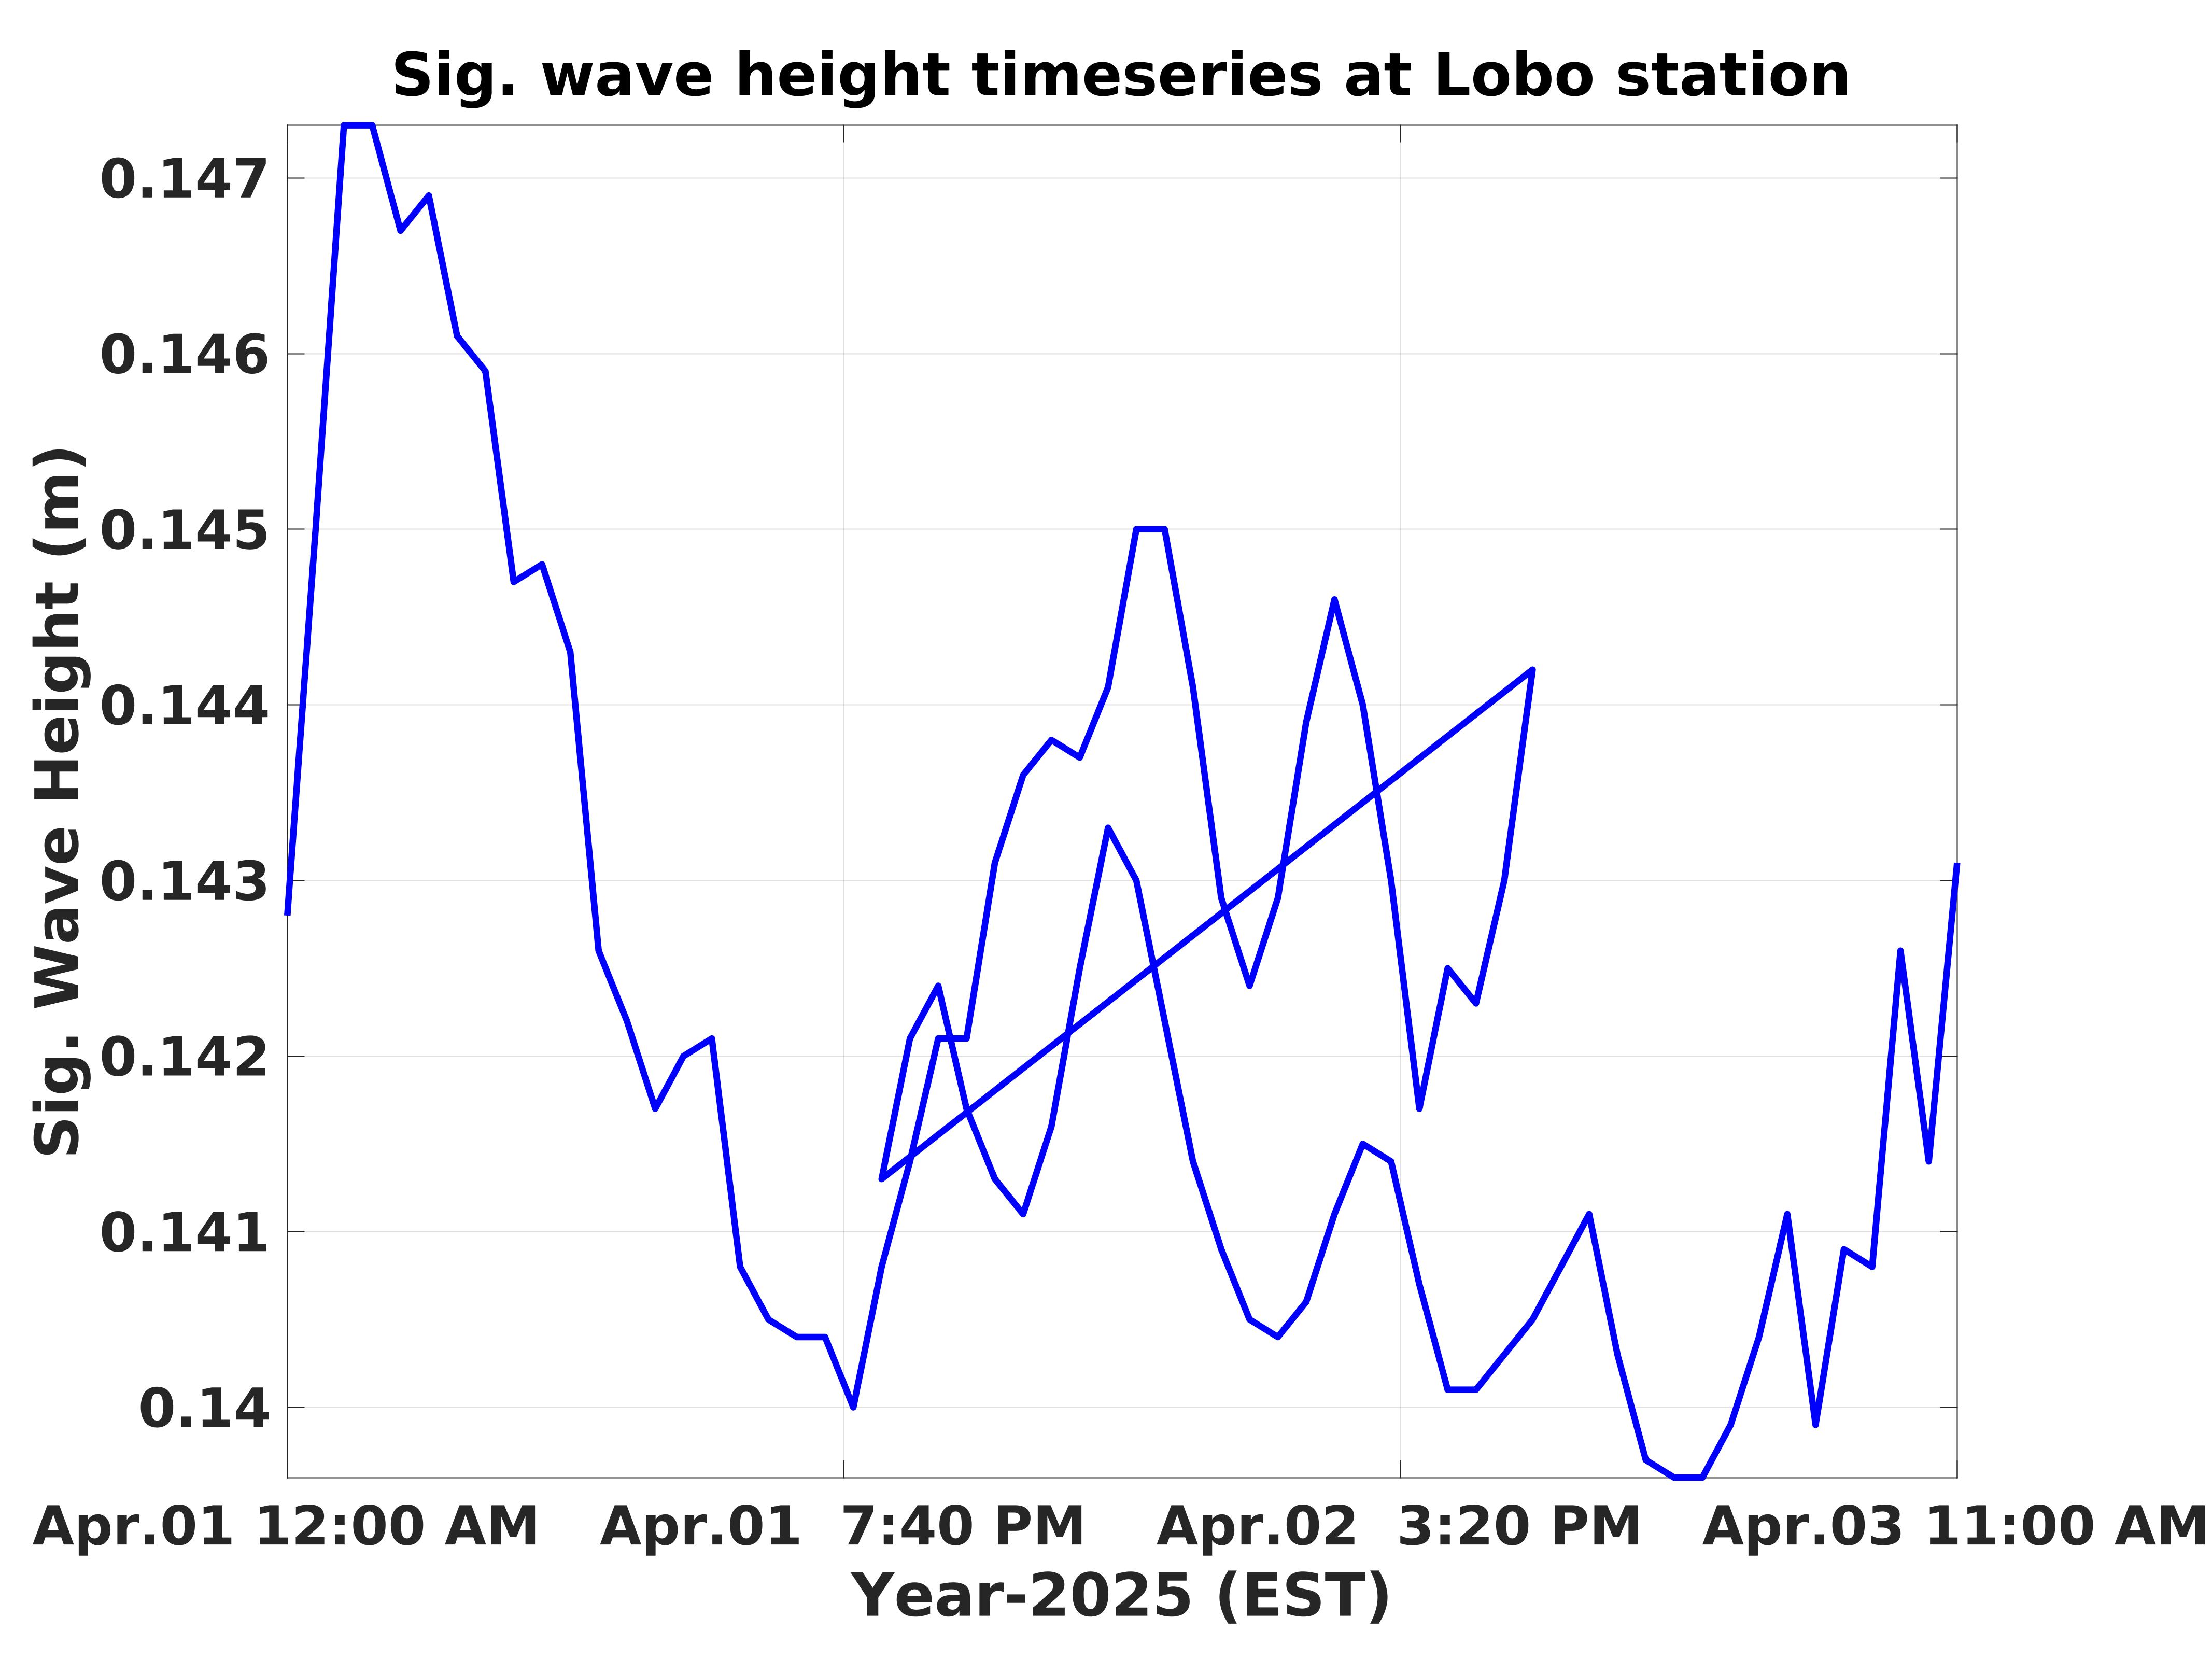 Sig. wave height timeseries at Lobo station
0.147
0.146
0.145
0.144
0.143
0.142
0.141
0.14
Sig. Wave Height (m)
Apr.01 12:00 AM Apr.01 7:40 PM Apr.02 3:20 PM Apr.03 11:00 AM
Year-2025 (EST)